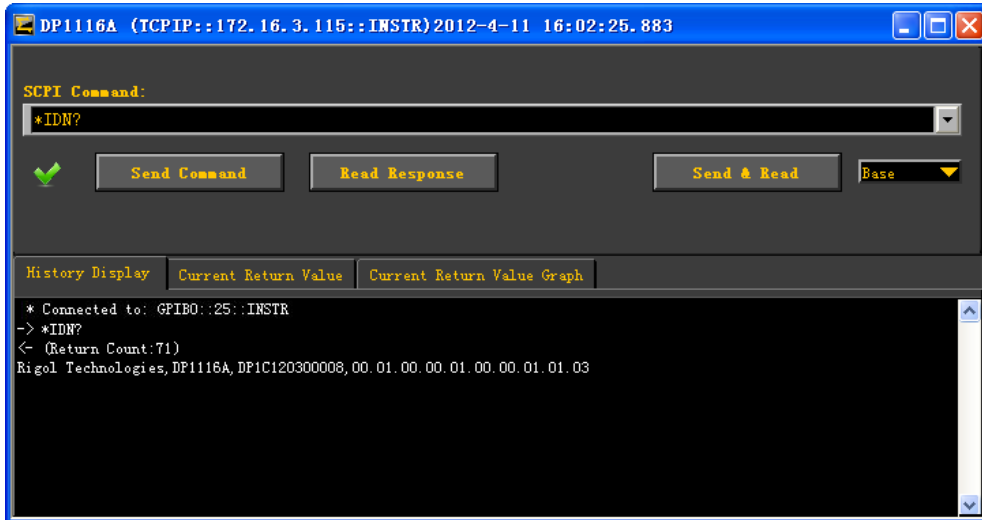 DP1116A (TCPIP::172.16.3.115::INSTR)2012-4-11 16:02:25.883
SCPI Command:
*IDN?
Send Command Read Response Send & Read Base
History Display Current Return Value Current Return Value Graph
* Connected to: GPIB0::25::INSTR
-> *IDN?
<- (Return Count:71)
Rigol Technologies,DP1116A,DP1C120300008,00.01.00.00.01.00.00.01.01.03